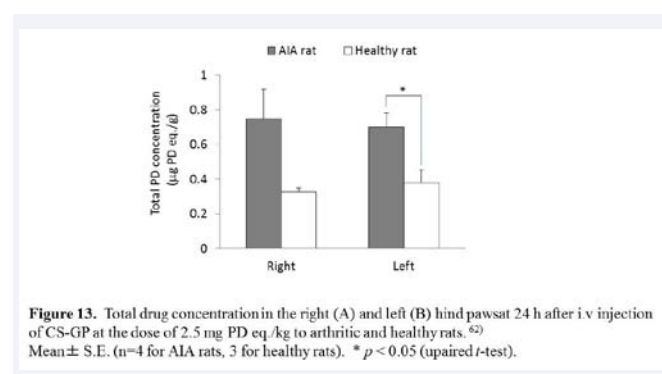 ■ AIA rat □ Healthy rat
Total PD concentration
(µg PD eq./g)
1
0.8
0.6
0.4
0.2
0
*
Right Left
Figure 13. Total drug concentration in the right (A) and left (B) hind pawsat 24 h after i.v injection
of CS-GP at the dose of 2.5 mg PD eq./kg to arthritic and healthy rats. 62)
Mean± S.E. (n=4 for AIA rats, 3 for healthy rats). * p < 0.05 (upaired t-test).